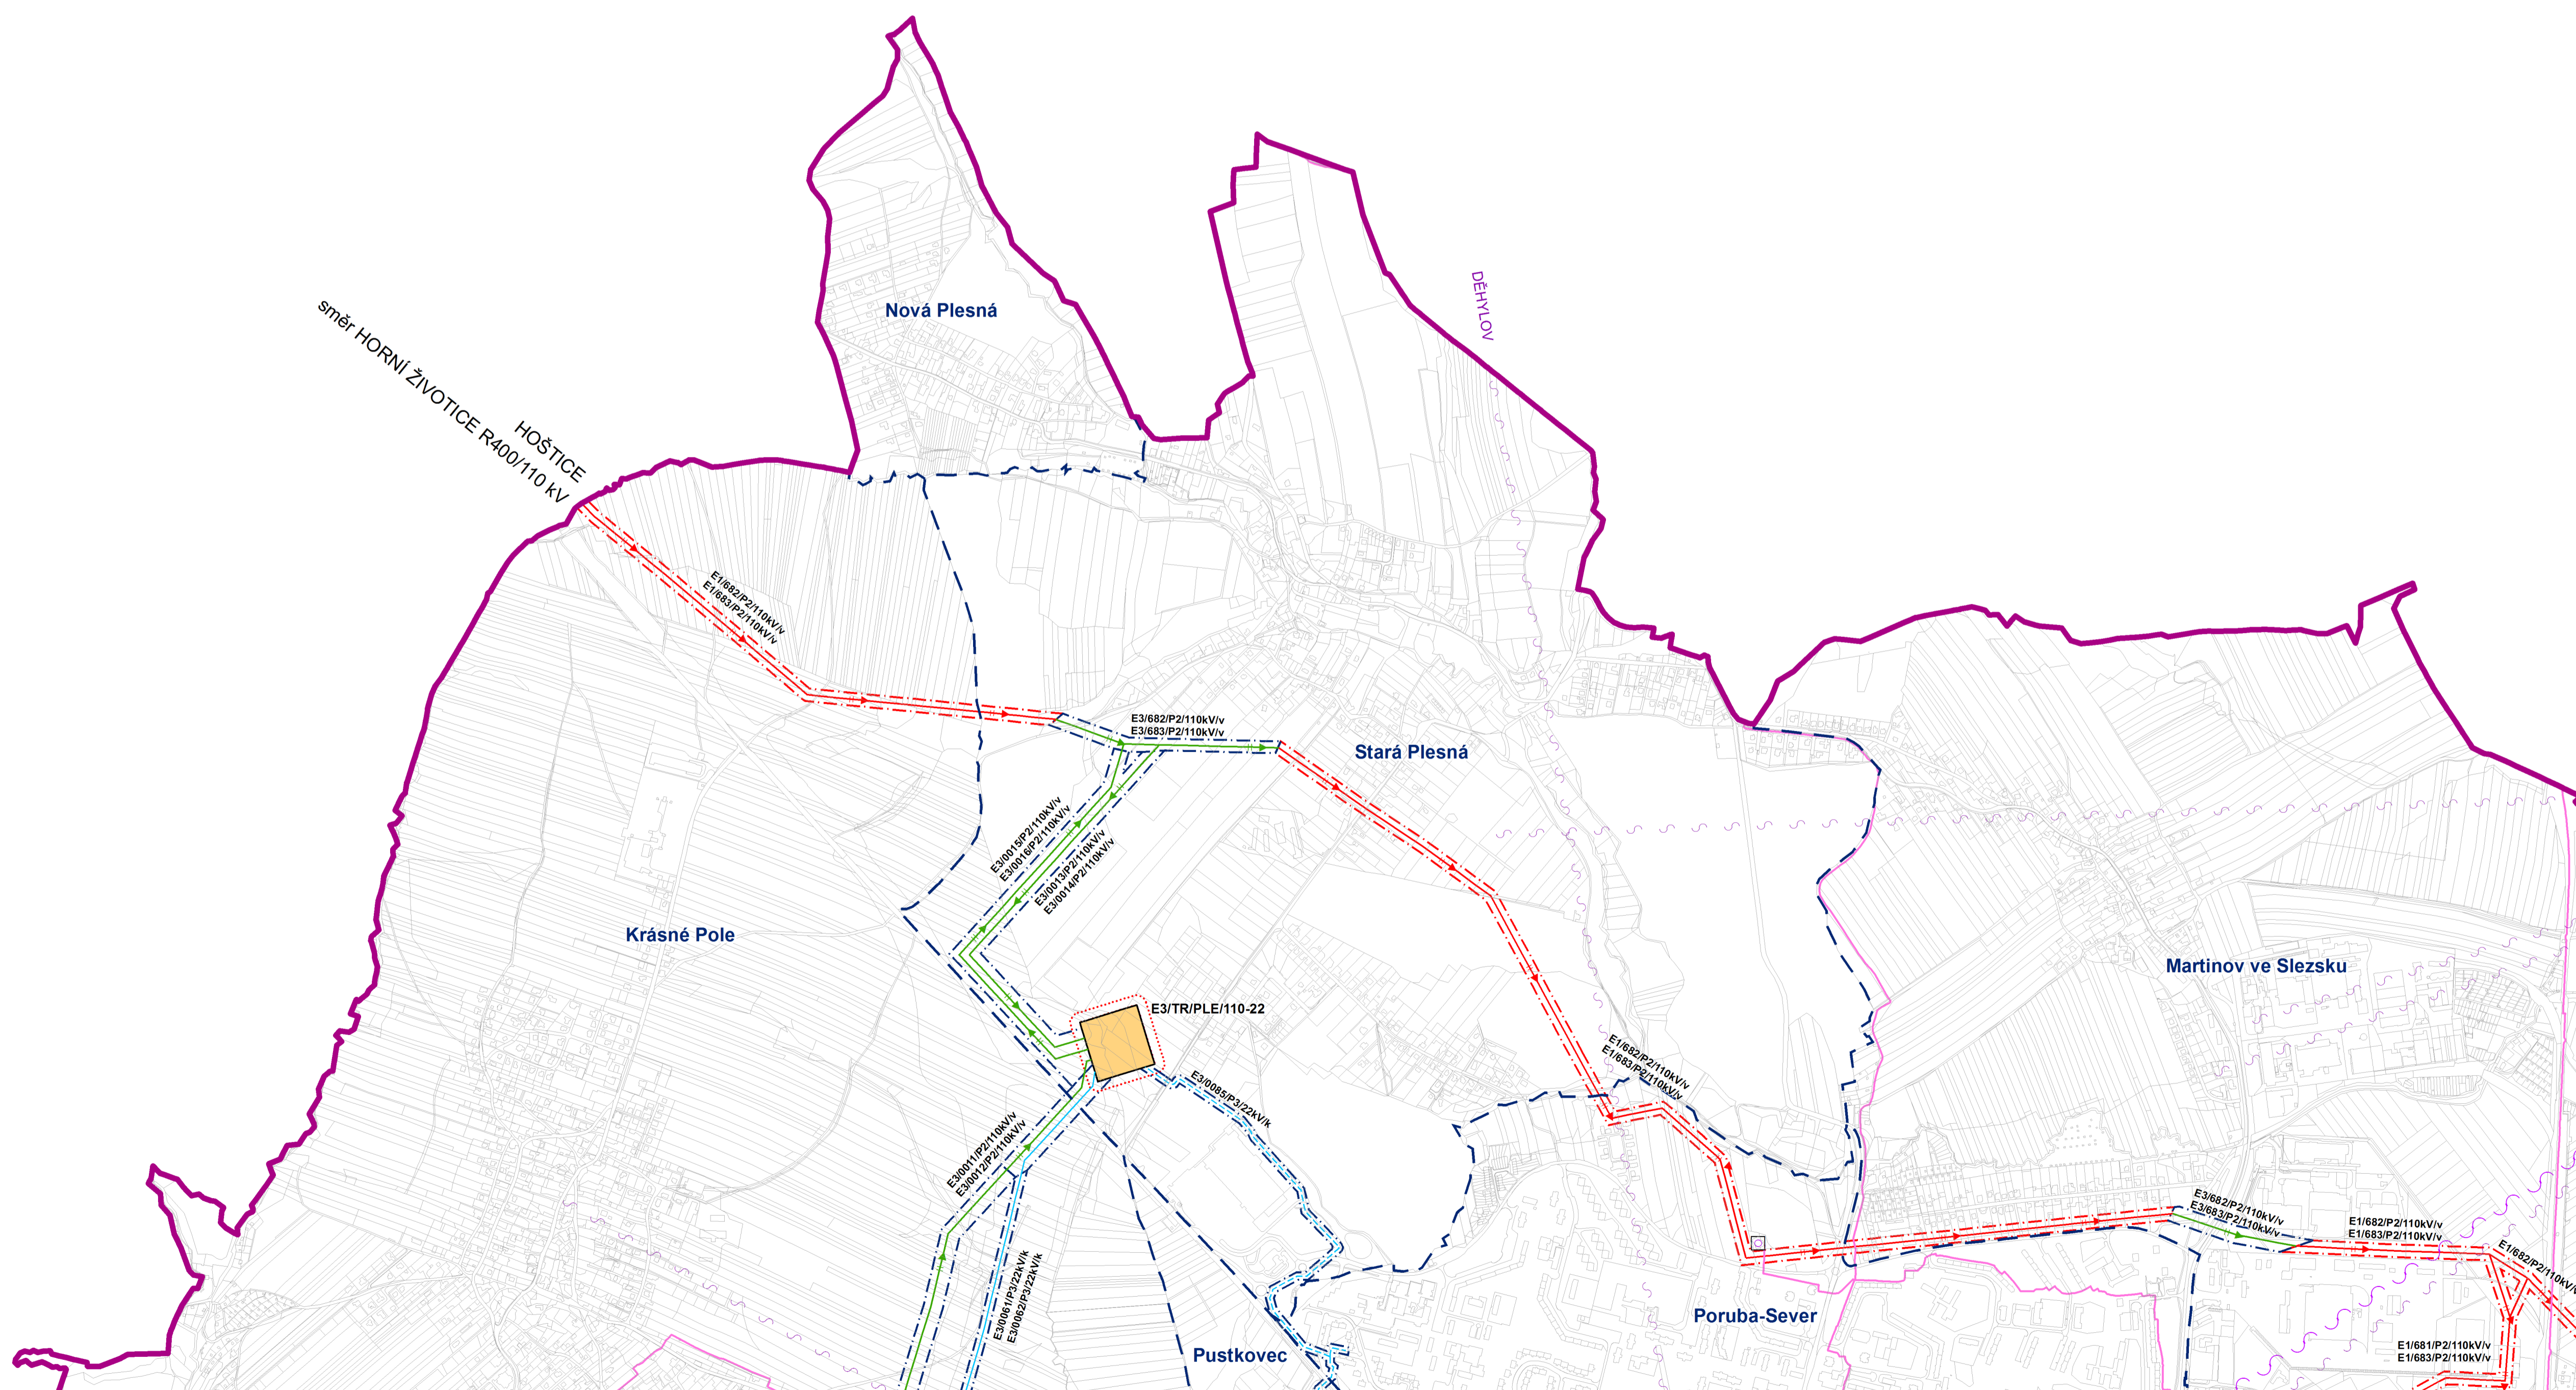 DĚHYLOV
Nová Plesná
směr HORNÍ ŽIVOTICE R400/110 kV
HOŠTICE
E1/682/P2/110kV/v
E1/683/P2/110kV/v
E3/682/P2/110kV/v
E3/683/P2/110kV/v
Stará Plesná
E3/0015/P2/110kV/v
E3/0016/P2/110kV/v
E3/0013/P2/110kV/v
E3/0014/P2/110kV/v
Krásné Pole
Martinov ve Slezsku
E3/TR/PLE/110-22
E1/682/P2/110kV/v
E1/683/P2/110kV/v
E3/0085/P3/22kV/k
E3/0011/P2/110kV/v
E3/0012/P2/110kV/v
E3/682/P2/110kV/v
E3/683/P2/110kV/v
E1/682/P2/110kV/v
E1/683/P2/110kV/v
E1/682/P2/110kV/v
E3/0061/P3/22kV/k
E3/0062/P3/22kV/k
Poruba-Sever
Pustkovec
E1/681/P2/110kV/v
E1/683/P2/110kV/v